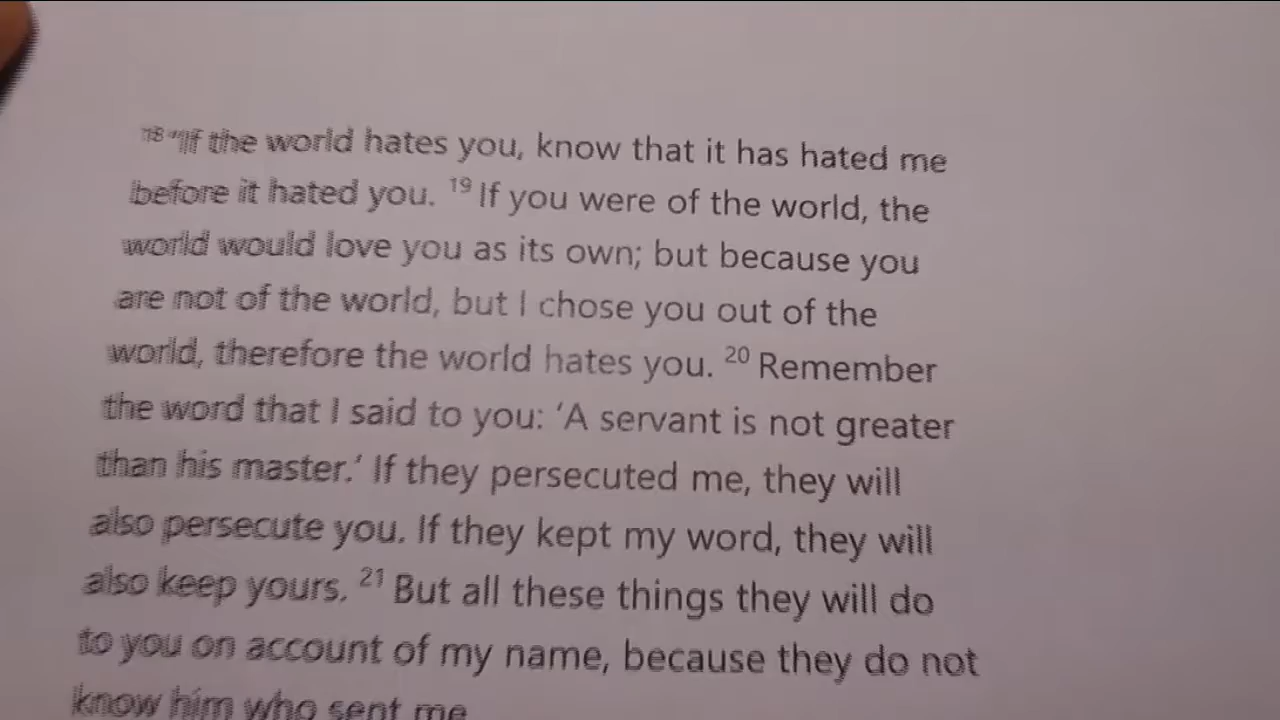 18 "If the world hates you, know that it has hated me
before it hated you. 19 If you were of the world, the
world would love you as its own; but because you
are not of the world, but I chose you out of the
world, therefore the world hates you. 20 Remember
the word that I said to you: ‘A servant is not greater
than his master.’ If they persecuted me, they will
also persecute you. If they kept my word, they will
also keep yours. 21 But all these things they will do
to you on account of my name, because they do not
know him who sent me